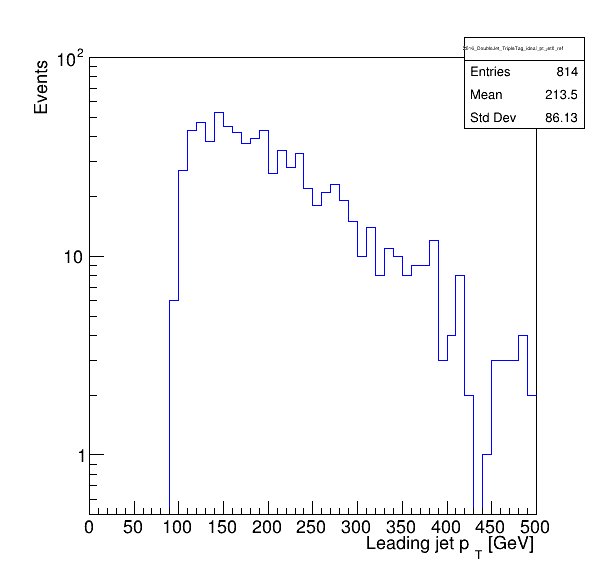 2016_DoubleJet_TripleTag_ideal_pt_jet0_ref
Entries 814
Mean 213.5
Std Dev 86.13
Events
10²
10
1
0 50 100 150 200 250 300 350 400 450 500
Leading jet p T [GeV]